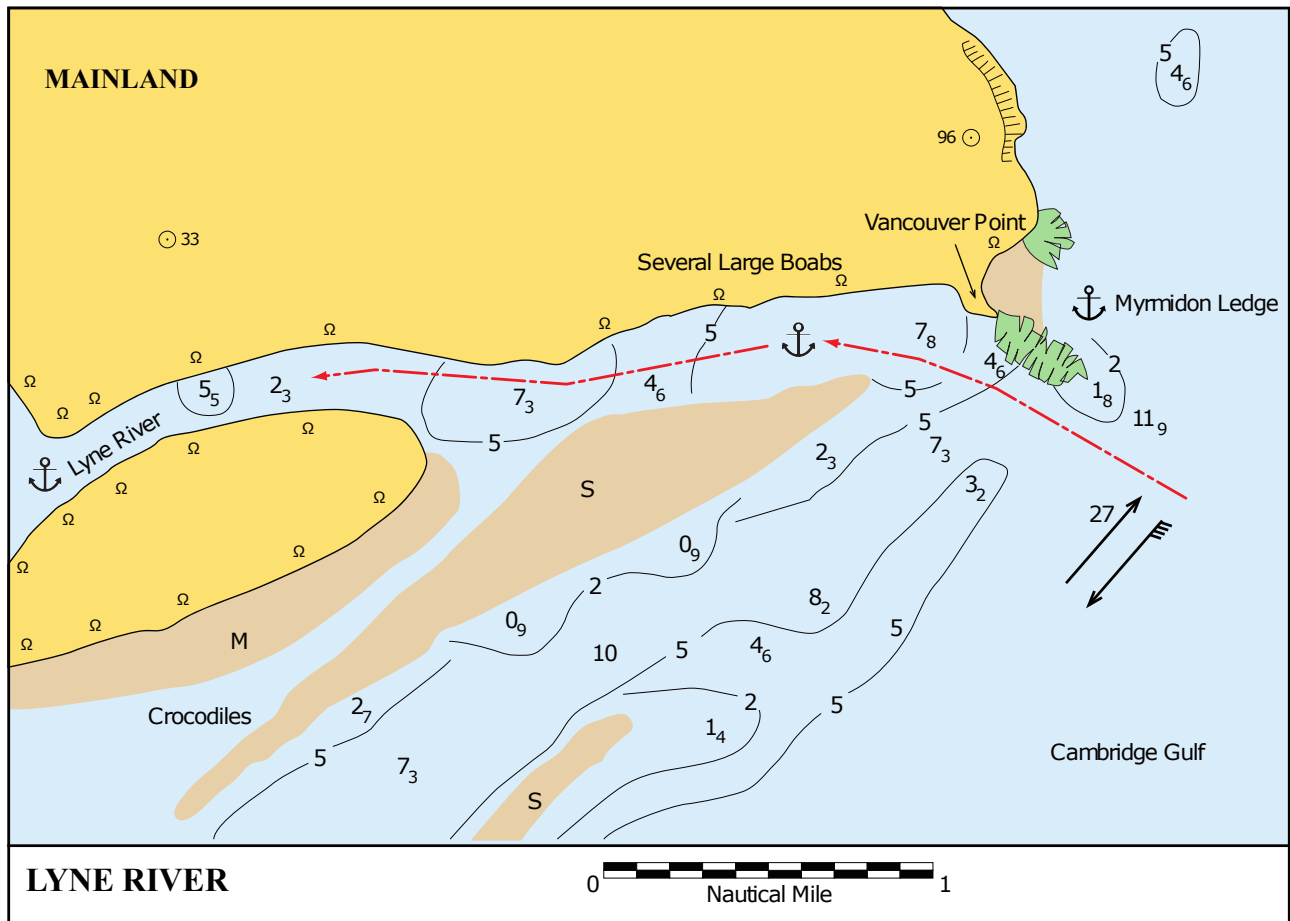 MAINLAND
5
4₆
96
33
Vancouver Point
Ω
Several Large Boabs
Ω
Ω
Myrmidon Ledge
5
7₈
Ω
Ω
4₆
2
Ω
5₅
2₃
7₃
4₆
5
1₈
Ω
Ω
Ω
11₉
5
Ω
5
7₃
Lyne River
Ω
2₃
Ω
S
3₂
Ω
Ω
27
Ω
0₉
Ω
Ω
2
Ω
8₂
0₉
Ω
5
Ω
M
10
5
4₆
2₇
2
5
Crocodiles
1₄
5
7₃
Cambridge Gulf
S
LYNE RIVER
0
1
Nautical Mile